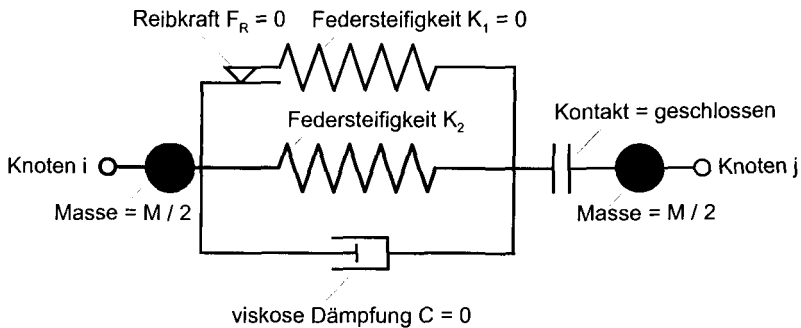 Reibkraft F_R = 0
Federsteifigkeit K_1 = 0
Federsteifigkeit K_2
Kontakt = geschlossen
Knoten i
Knoten j
Masse = M / 2
Masse = M / 2
viskose Dämpfung C = 0